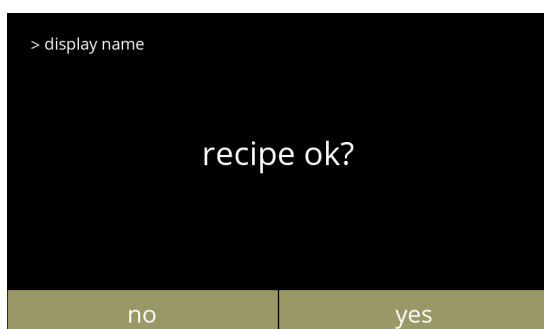 > display name
recipe ok?
no
yes